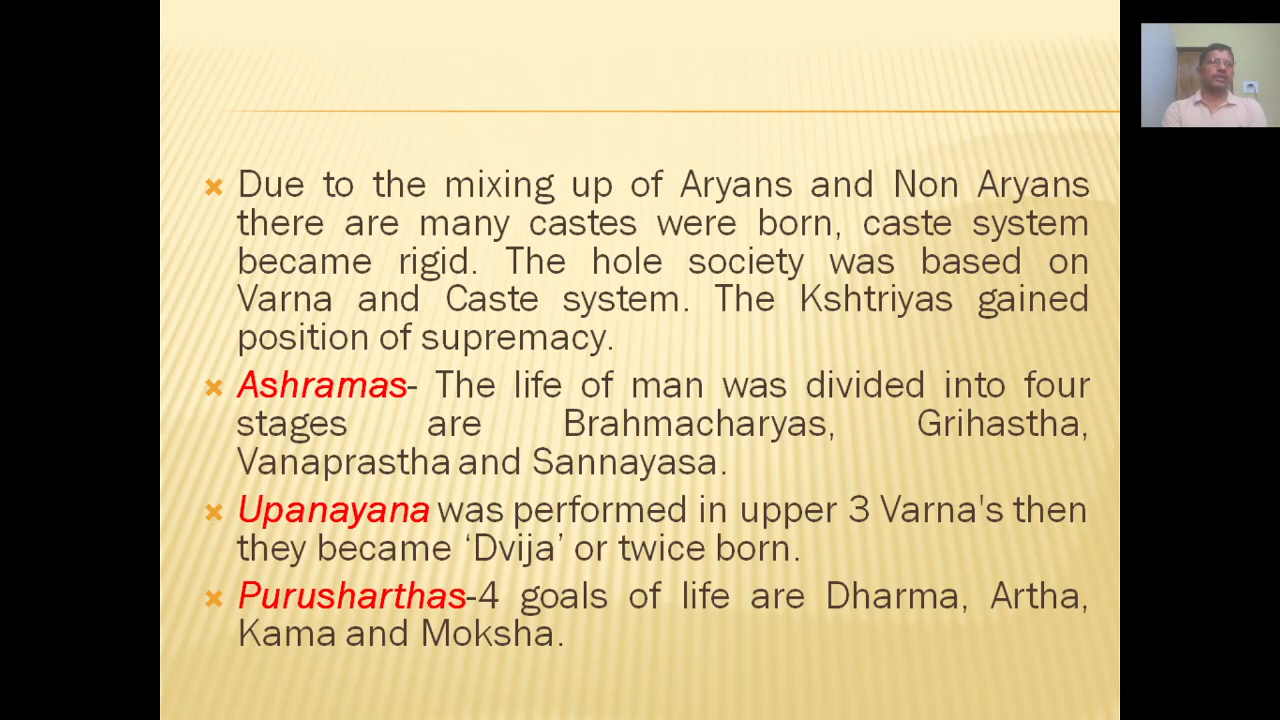 Due to the mixing up of Aryans and Non Aryans
there are many castes were born, caste system
became rigid. The hole society was based on
Varna and Caste system. The Kshtriyas gained
position of supremacy.
Ashramas- The life of man was divided into four
stages are Brahmacharyas, Grihastha,
Vanaprastha and Sannayasa.
Upanayana was performed in upper 3 Varna's then
they became ‘Dvija’ or twice born.
Purusharthas-4 goals of life are Dharma, Artha,
Kama and Moksha.